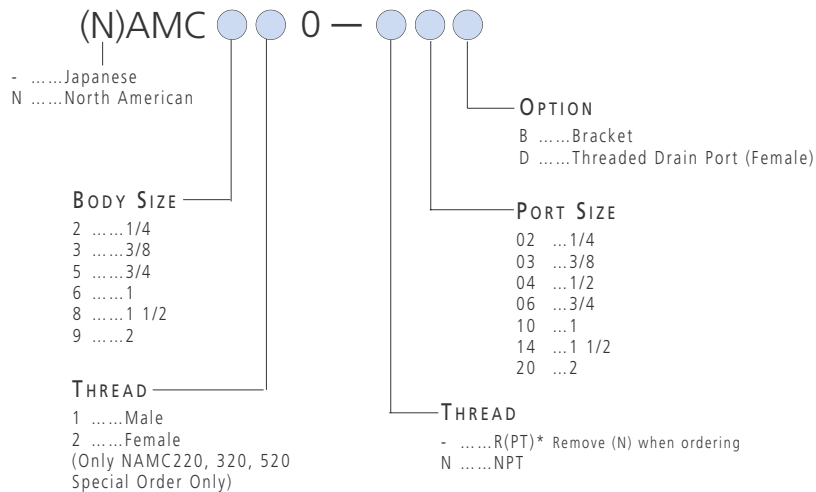 (N)AMC 0 –
- ......Japanese
N ......North American
OPTION
B ......Bracket
D ......Threaded Drain Port (Female)
BODY SIZE
2 ......1/4
3 ......3/8
5 ......3/4
6 ......1
8 ......1 1/2
9 ......2
PORT SIZE
02 ...1/4
03 ...3/8
04 ...1/2
06 ...3/4
10 ...1
14 ...1 1/2
20 ...2
THREAD
1 ......Male
2 ......Female
(Only NAMC220, 320, 520
Special Order Only)
THREAD
- ......R(PT)* Remove (N) when ordering
N ......NPT